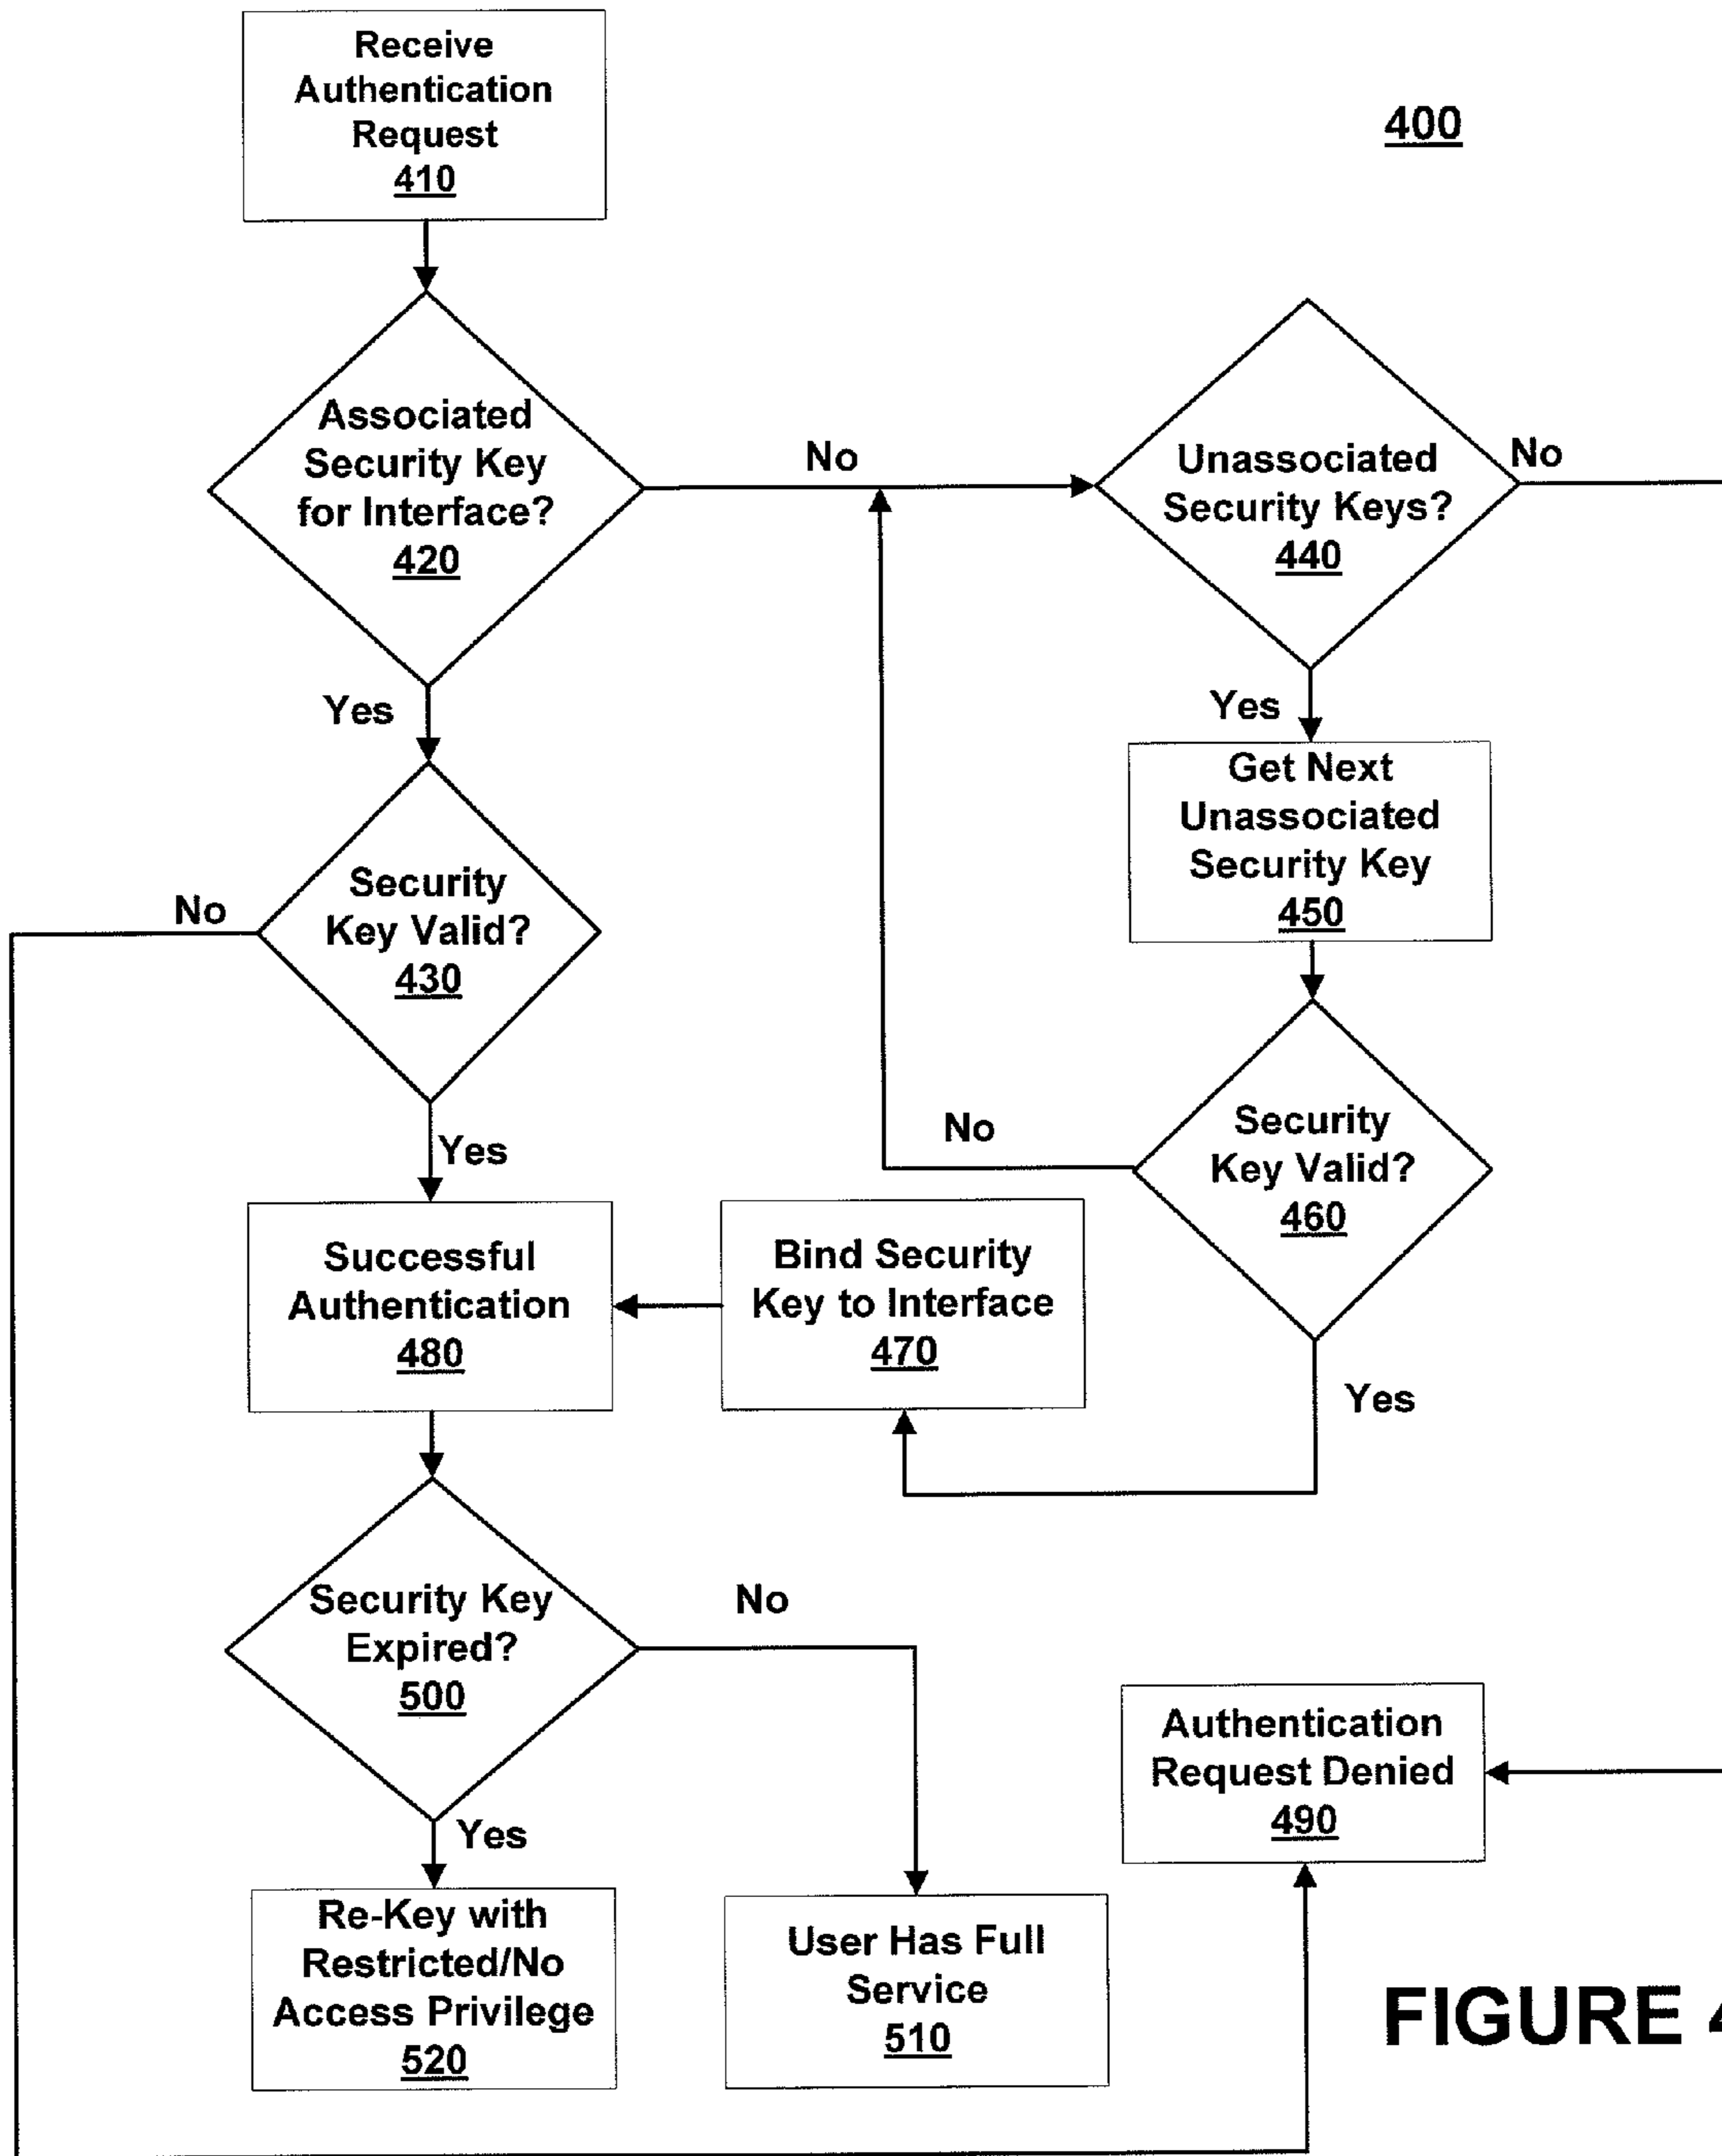 Receive
Authentication
Request
410
400
Associated
Security Key
for Interface?
420
No
Unassociated
Security Keys?
440
No
Yes
Yes
Get Next
Unassociated
Security Key
450
Security
Key Valid?
430
No
Yes
Security
Key Valid?
460
No
Yes
Successful
Authentication
480
Bind Security
Key to Interface
470
Security Key
Expired?
500
No
Yes
Authentication
Request Denied
490
Re-Key with
Restricted/No
Access Privilege
520
User Has Full
Service
510
FIGURE 4